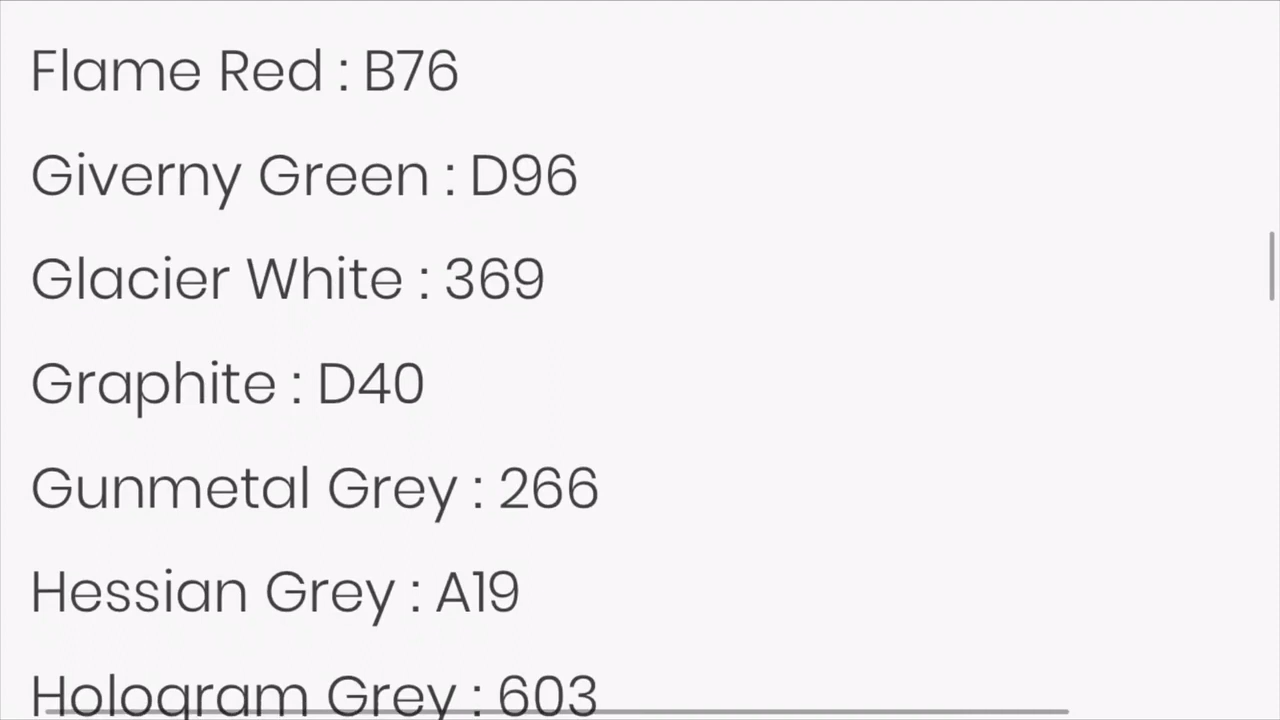 Flame Red : B76
Giverny Green : D96
Glacier White : 369
Graphite : D40
Gunmetal Grey : 266
Hessian Grey : A19
Hologram Grey : 603